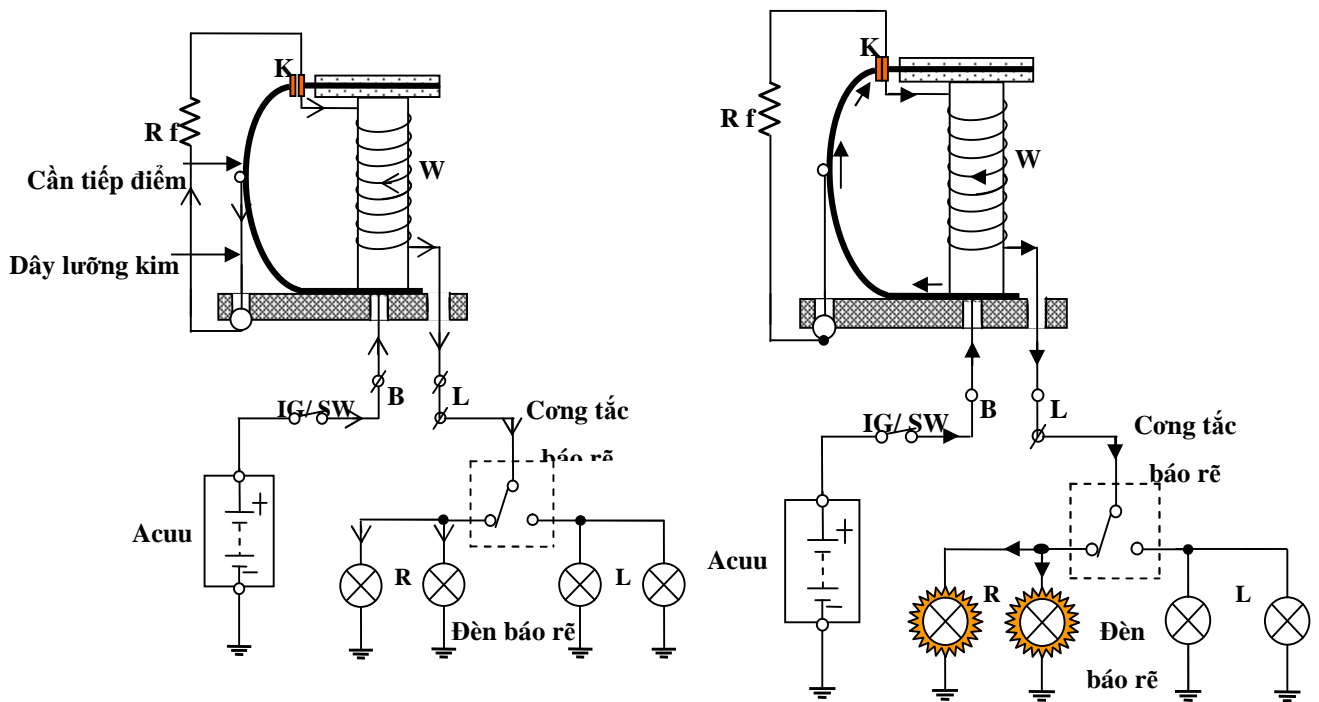 K
R f
W
Cần tiếp điểm
Dây lưỡng kim
IG/ SW
B
L
Cơng tắc
báo rẽ
Acuu
R
L
Đèn báo rẽ
K
R f
W
IG/ SW
B
L
Cơng tắc
báo rẽ
Acuu
R
L
Đèn
báo rẽ